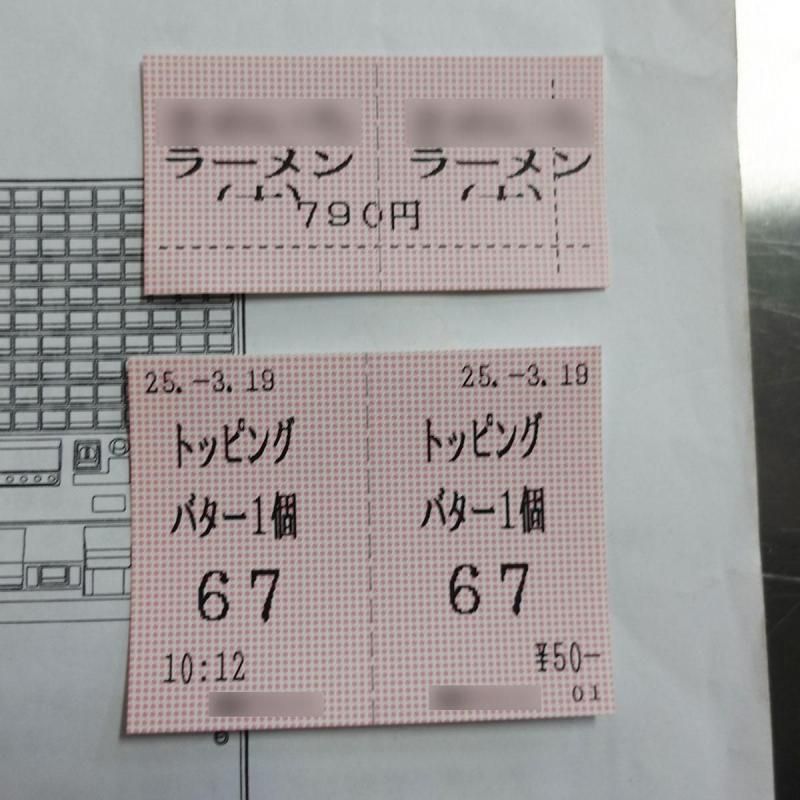 ラーメン ラーメン
790円
25.-3.19 25.-3.19
トッピング トッピング
バター1個 バター1個
67 67
10:12 ¥50-
01